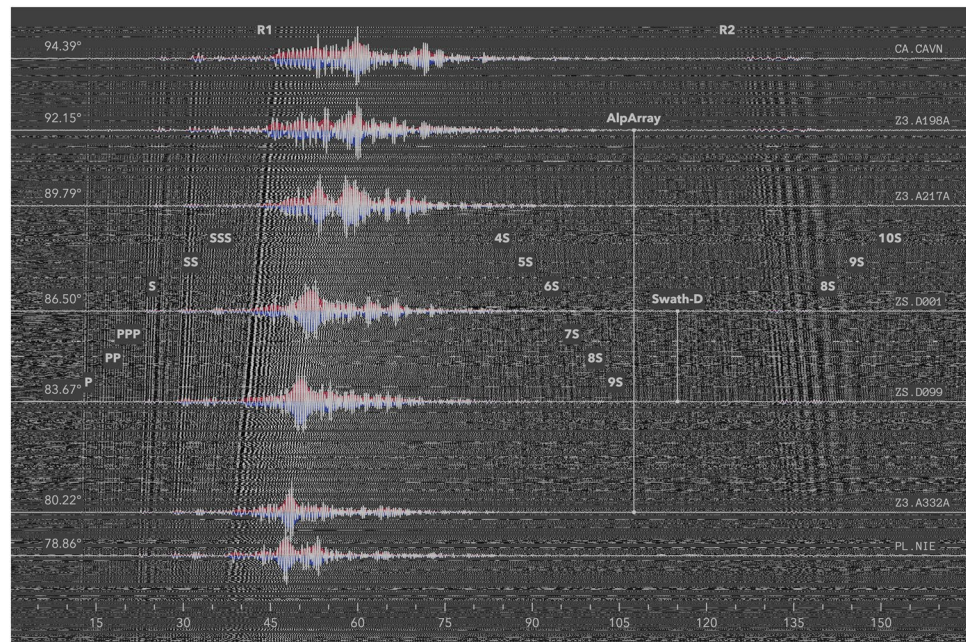 R1 R2
94.39° CA.CAVN
92.15° AlpArray Z3.A198A
89.79° Z3.A217A
SSS 4S 10S
SS 5S 9S
S 6S 8S
86.50° Swath-D ZS.D001
PPP 7S
PP 8S
P 9S
83.67° ZS.D099
80.22° Z3.A332A
78.86° PL.NIE
15 30 45 60 75 90 105 120 135 150